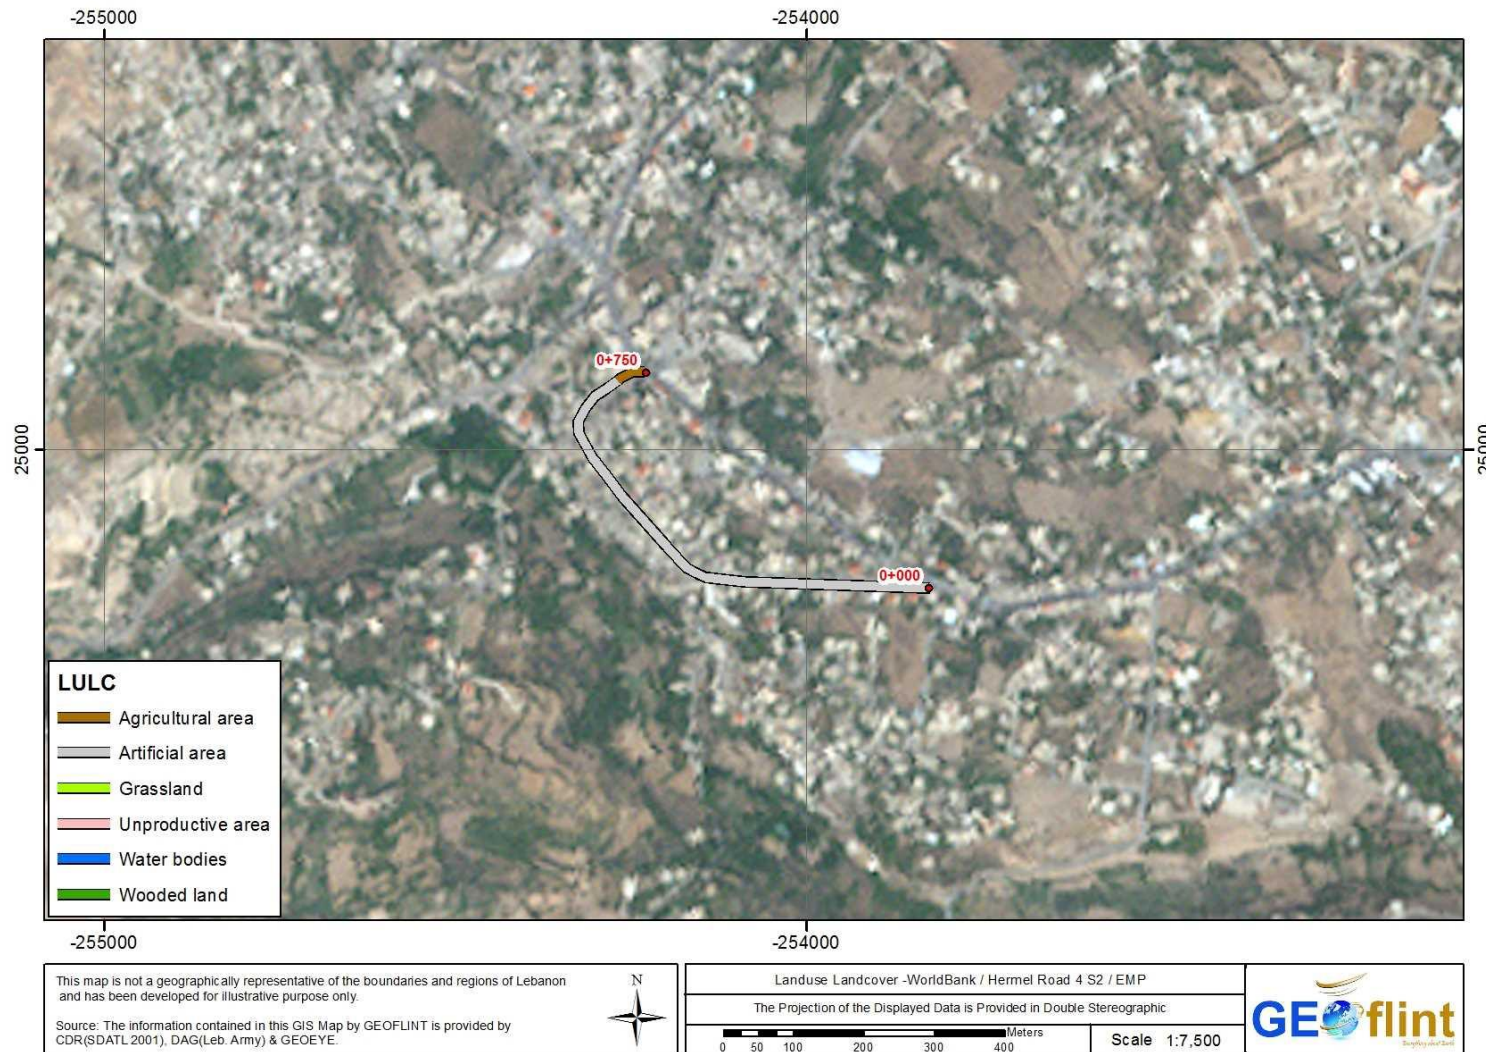 -255000
-254000
0+750
25000
25000
0+000
LULC
Agricultural area
Artificial area
Grassland
Unproductive area
Water bodies
Wooded land
-255000
-254000
This map is not a geographically representative of the boundaries and regions of Lebanon
and has been developed for illustrative purpose only.
Source: The information contained in this GIS Map by GEOFLINT is provided by
CDR(SDATL 2001), DAG(Leb. Army) & GEOEYE.
N
Landuse Landcover -WorldBank / Hermel Road 4 S2 / EMP
The Projection of the Displayed Data is Provided in Double Stereographic
Meters
0 50 100 200 300 400
Scale 1:7,500
GEOflint